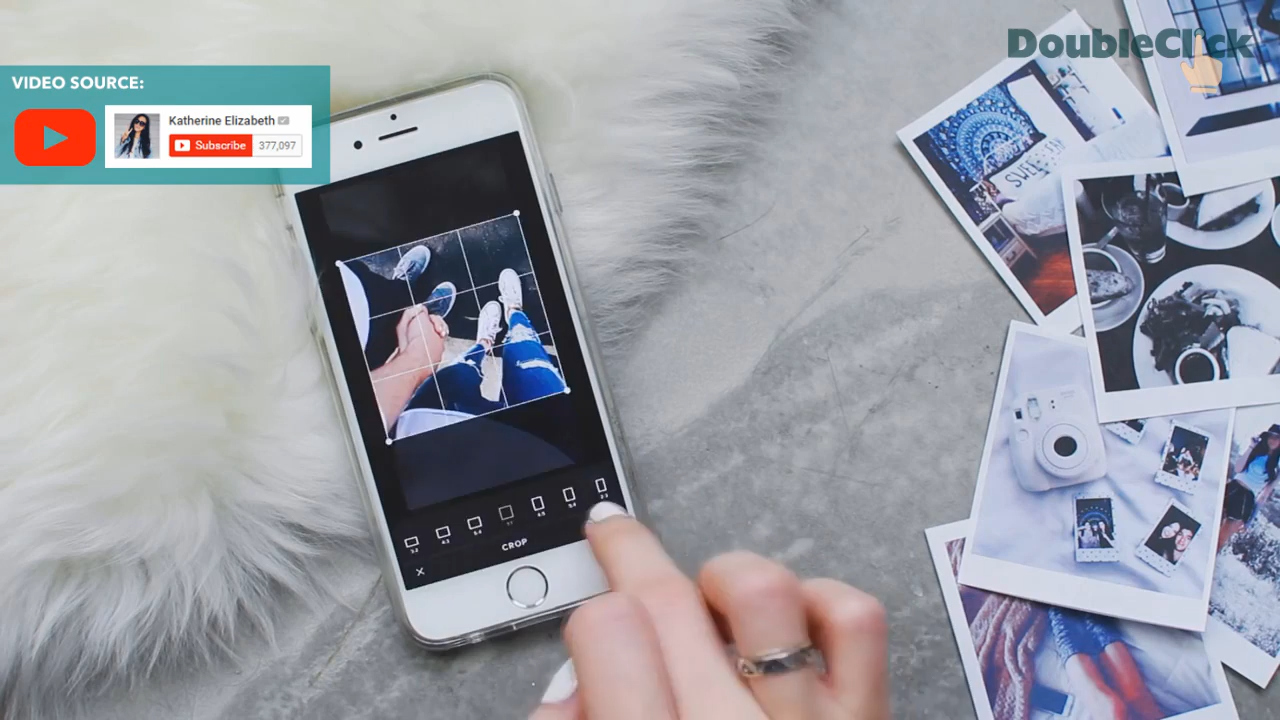 DoubleClick
VIDEO SOURCE:
Katherine Elizabeth
Subscribe
377,097
CROP